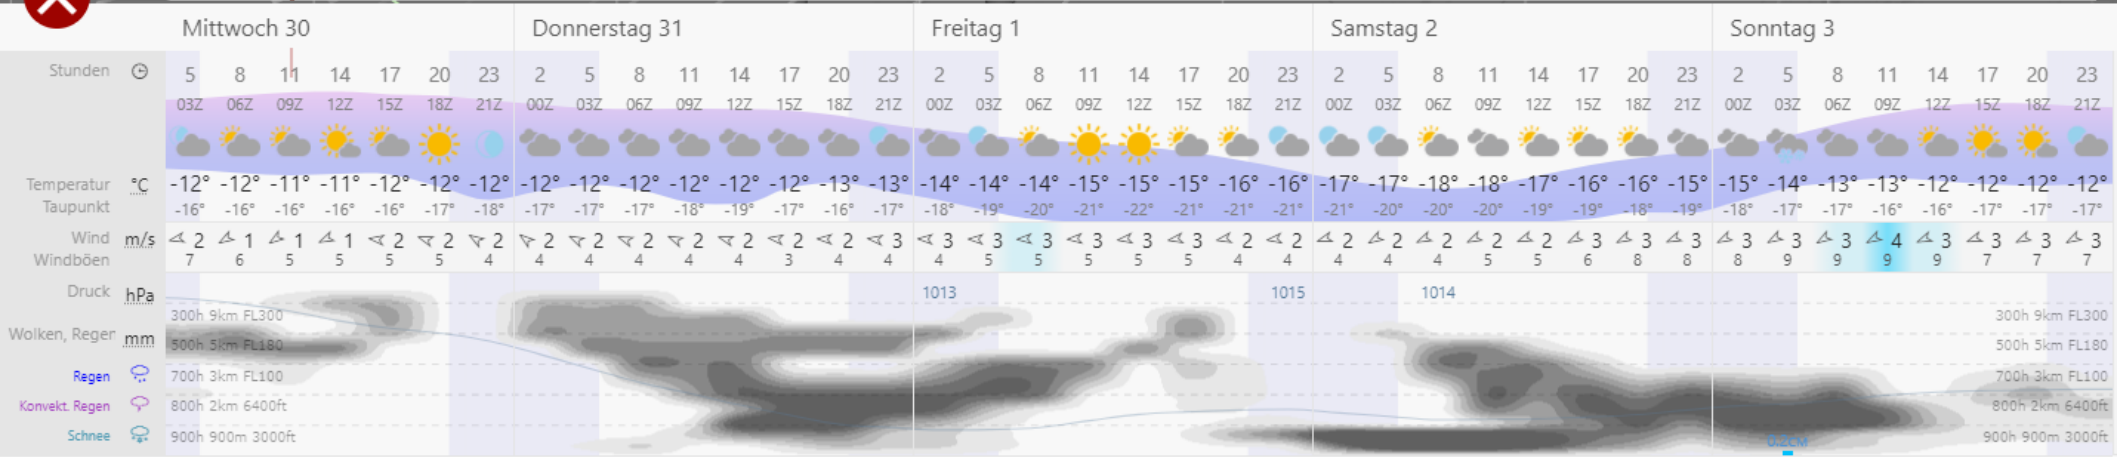 Mittwoch 30 Donnerstag 31 Freitag 1 Samstag 2 Sonntag 3
Stunden 5 8 11 14 17 20 23 2 5 8 11 14 17 20 23 2 5 8 11 14 17 20 23 2 5 8 11 14 17 20 23 2 5 8 11 14 17 20 23
03Z 06Z 09Z 12Z 15Z 18Z 21Z 00Z 03Z 06Z 09Z 12Z 15Z 18Z 21Z 00Z 03Z 06Z 09Z 12Z 15Z 18Z 21Z 00Z 03Z 06Z 09Z 12Z 15Z 18Z 21Z 00Z 03Z 06Z 09Z 12Z 15Z 18Z 21Z
Temperatur °C -12° -12° -11° -11° -12° -12° -12° -12° -12° -12° -12° -12° -12° -13° -13° -14° -14° -14° -15° -15° -15° -16° -16° -17° -17° -18° -18° -17° -16° -16° -15° -15° -14° -13° -13° -12° -12° -12° -12°
Taupunkt -16° -16° -16° -16° -16° -17° -18° -17° -17° -17° -18° -19° -17° -16° -17° -18° -19° -20° -21° -22° -21° -21° -21° -21° -20° -20° -20° -19° -19° -18° -19° -18° -17° -17° -16° -16° -17° -17° -17°
Wind m/s 2 1 1 1 2 2 2 2 2 2 2 2 2 2 3 3 3 3 3 3 3 2 2 2 2 2 2 2 3 3 3 3 3 3 4 3 3 3 3
Windböen 7 6 5 5 5 5 4 4 4 4 4 4 3 4 4 4 5 5 5 5 5 4 4 4 4 4 5 5 6 8 8 8 9 9 9 9 7 7 7
Druck hPa 1013 1015 1014
300h 9km FL300 300h 9km FL300
Wolken, Reger mm
500h 5km FL180 500h 5km FL180
Regen 700h 3km FL100 700h 3km FL100
Konvekt. Regen 800h 2km 6400ft 800h 2km 6400ft
Schnee 900h 900m 3000ft 900h 900m 3000ft